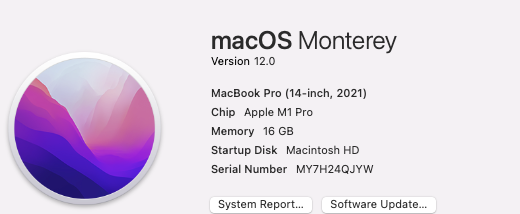 macOS Monterey
Version 12.0
MacBook Pro (14-inch, 2021)
Chip Apple M1 Pro
Memory 16 GB
Startup Disk Macintosh HD
Serial Number MY7H24QJYW
System Report...
Software Update...